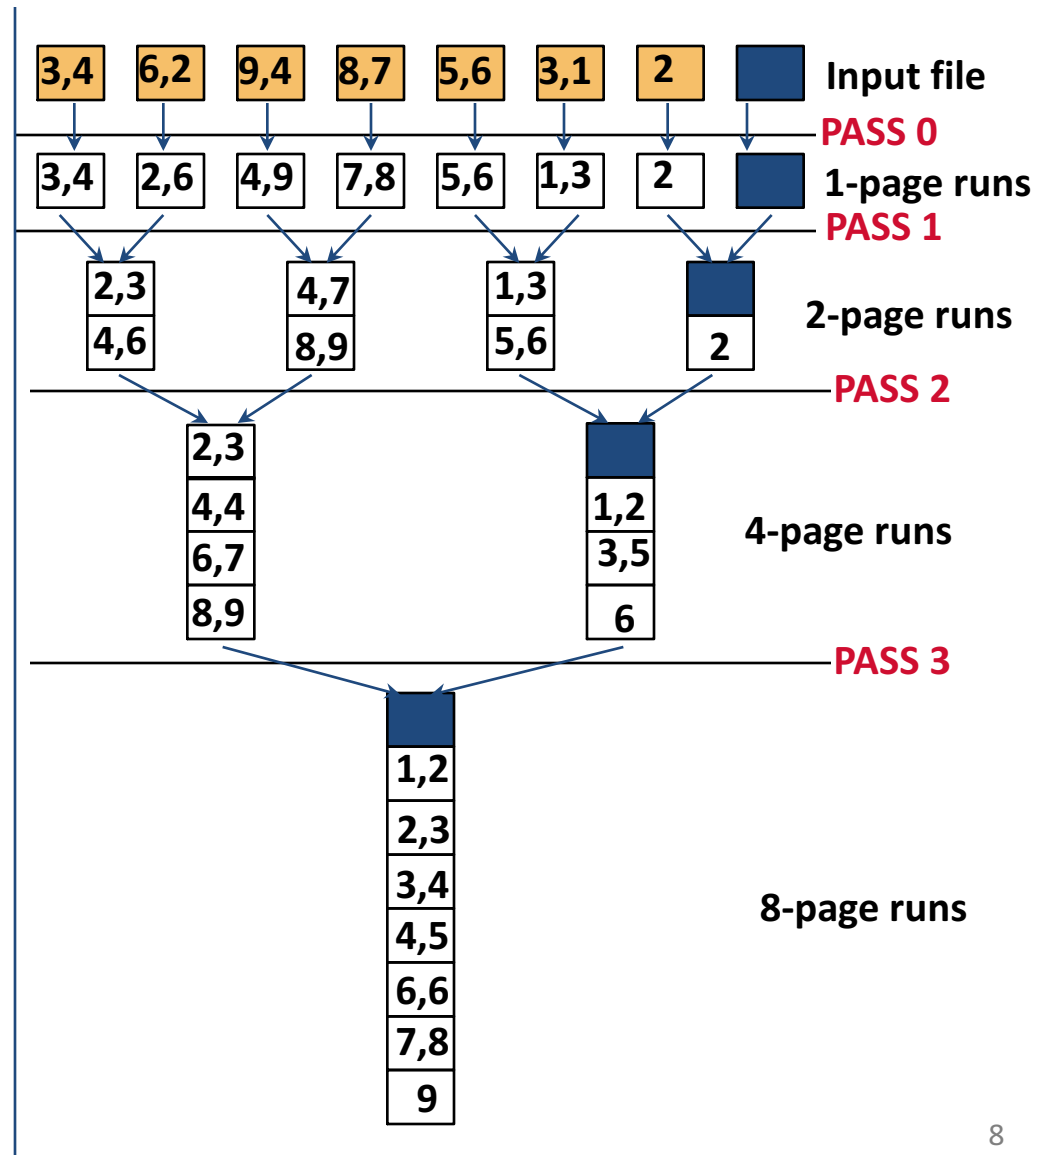 3,4 6,2 9,4 8,7 5,6 3,1 2 Input file
PASS 0
3,4 2,6 4,9 7,8 5,6 1,3 2 1-page runs
PASS 1
2,3 4,7 1,3
4,6 8,9 5,6 2
2-page runs
PASS 2
2,3
4,4 1,2
6,7 3,5
8,9 6
4-page runs
PASS 3
1,2
2,3
3,4
4,5
6,6
7,8
9
8-page runs
8